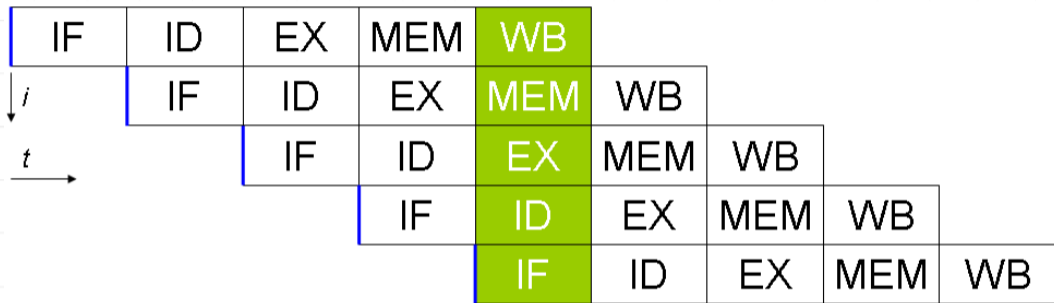 IF ID EX MEM WB
i IF ID EX MEM WB
t IF ID EX MEM WB
IF ID EX MEM WB
IF ID EX MEM WB